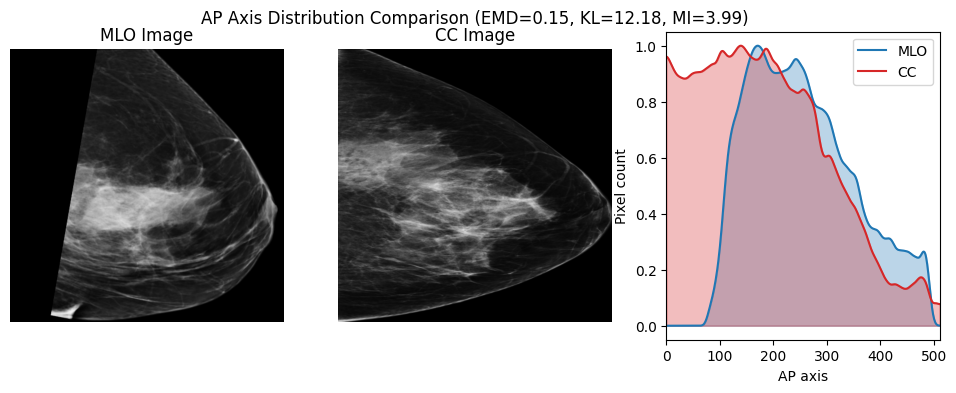 AP Axis Distribution Comparison (EMD=0.15, KL=12.18, MI=3.99)
MLO Image
CC Image
MLO
CC
Pixel count
1.0
0.8
0.6
0.4
0.2
0.0
0 100 200 300 400 500
AP axis